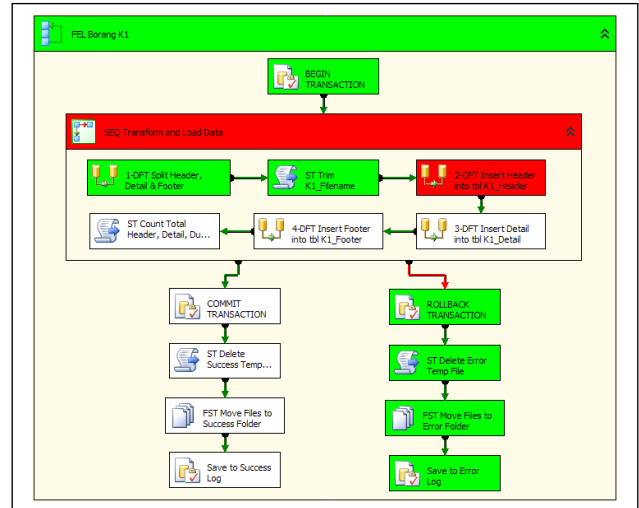 FEL Borang K1
BEGIN
TRANSACTION
SEQ Transform and Load Data
1-DFT Split Header,
Detail & Footer
ST Trim
K1_Filename
2-DFT Insert Header
into tbl K1_Header
ST Count Total
Header, Detail, Du...
4-DFT Insert Footer
into tbl K1_Footer
3-DFT Insert Detail
into tbl K1_Detail
COMMIT
TRANSACTION
ROLLBACK
TRANSACTION
ST Delete
Success Temp...
ST Delete Error
Temp File
FST Move Files to
Success Folder
FST Move Files to
Error Folder
Save to Success
Log
Save to Error
Log